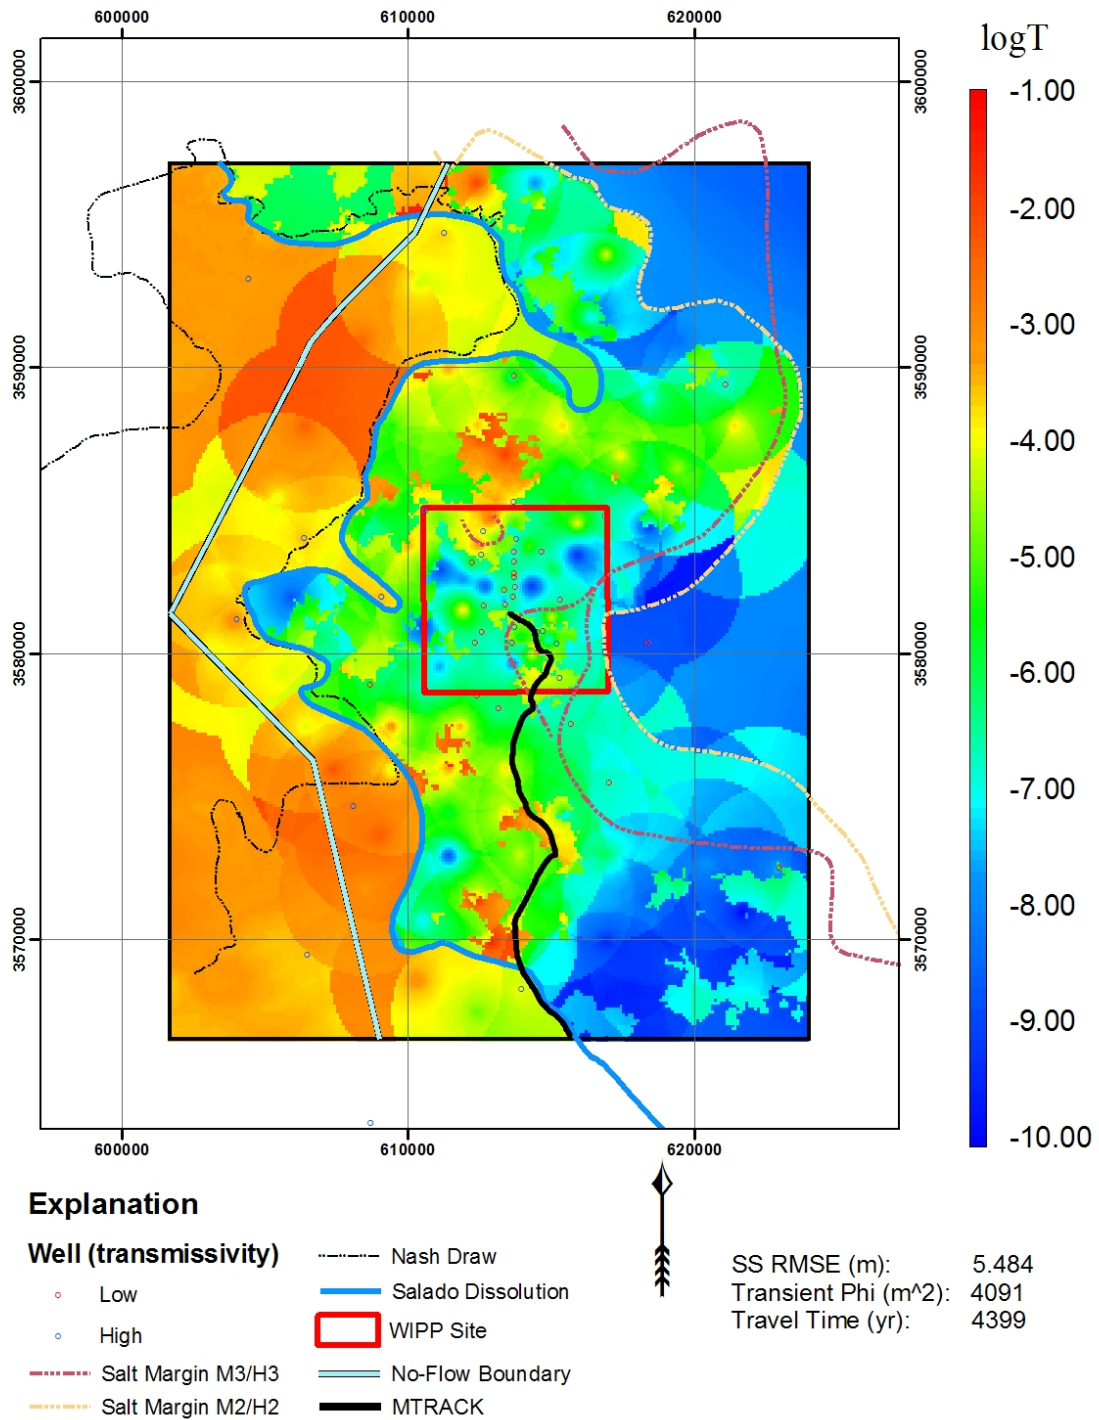 600000 610000 620000
logT
3600000 3600000
3590000 3590000
3580000 3580000
3570000 3570000
-1.00
-2.00
-3.00
-4.00
-5.00
-6.00
-7.00
-8.00
-9.00
-10.00
600000 610000 620000
Explanation
Well (transmissivity)
Low
High
Salt Margin M3/H3
Salt Margin M2/H2
Nash Draw
Salado Dissolution
WIPP Site
No-Flow Boundary
MTRACK
SS RMSE (m): 5.484
Transient Phi (m^2): 4091
Travel Time (yr): 4399